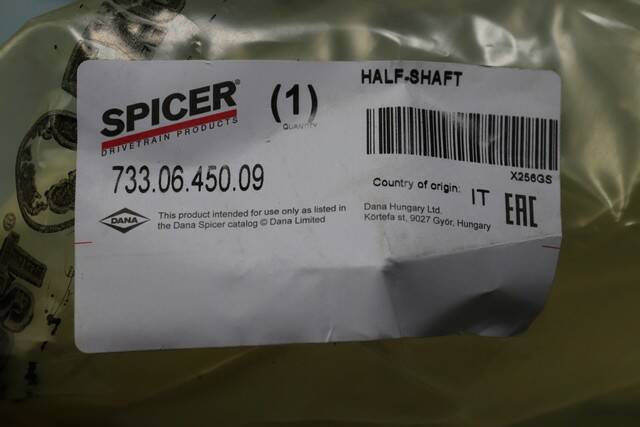 HALF-SHAFT
SPICER®
DRIVETRAIN PRODUCTS
(1)
QUANTITY
X256GS
733.06.450.09
Country of origin: IT
EAC
DANA
This product intended for use only as listed in
the Dana Spicer catalog © Dana Limited
Dana Hungary Ltd.
Körtefa st, 9027 Győr, Hungary